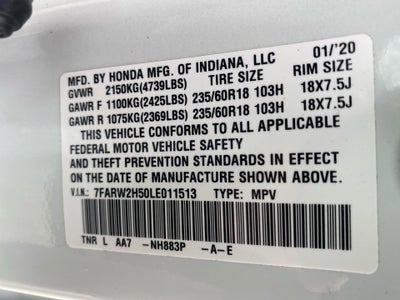 MFD. BY HONDA MFG. OF INDIANA, LLC 01/'20
GVWR 2150KG(4739LBS) TIRE SIZE RIM SIZE
GAWR F 1100KG(2425LBS) 235/60R18 103H 18X7.5J
GAWR R 1075KG(2369LBS) 235/60R18 103H 18X7.5J
THIS VEHICLE CONFORMS TO ALL APPLICABLE
FEDERAL MOTOR VEHICLE SAFETY
AND THEFT PREVENTION STANDARDS IN EFFECT
ON THE DATE OF MANUFACTURE SHOWN ABOVE.
V.I.N.: 7FARW2H50LE011513 TYPE: MPV
TNR L AA7 -NH883P -A-E